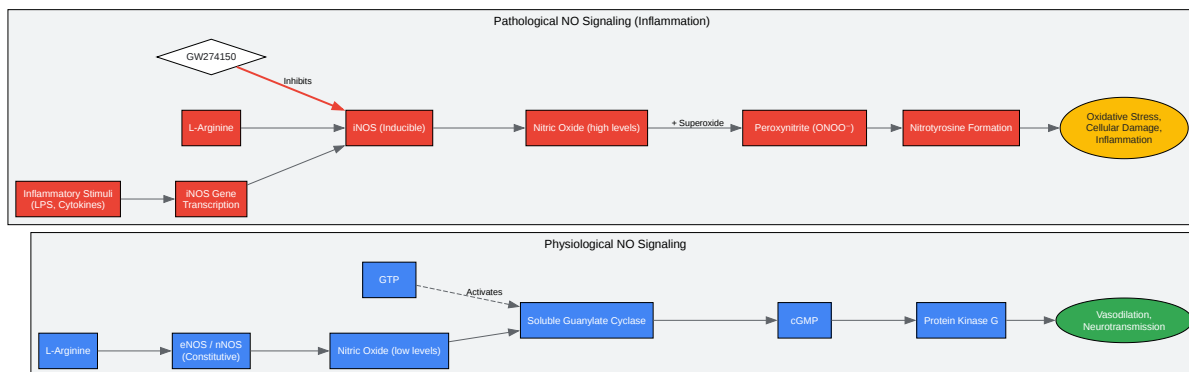 Pathological NO Signaling (Inflammation)
GW274150
Inhibits
L-Arginine
iNOS (Inducible)
Nitric Oxide (high levels)
+ Superoxide
Peroxynitrite (ONOO⁻)
Nitrotyrosine Formation
Oxidative Stress,
Cellular Damage,
Inflammation
Inflammatory Stimuli
(LPS, Cytokines)
iNOS Gene
Transcription
Physiological NO Signaling
GTP
Activates
Soluble Guanylate Cyclase
cGMP
Protein Kinase G
Vasodilation,
Neurotransmission
L-Arginine
eNOS / nNOS
(Constitutive)
Nitric Oxide (low levels)